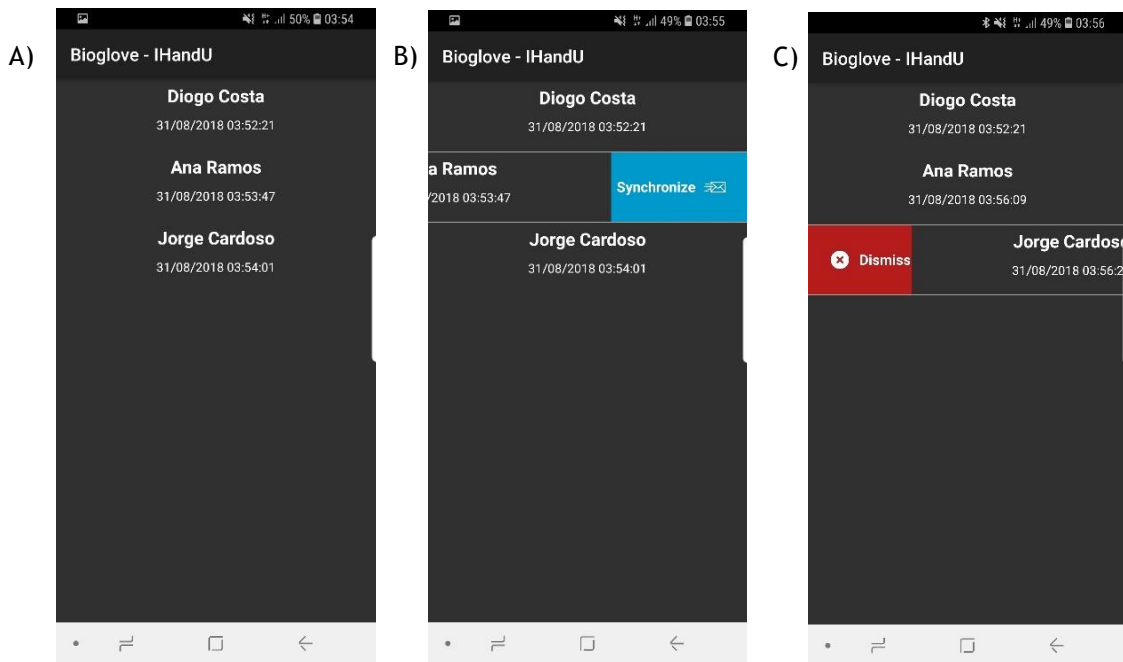 A)
50% 03:54
Bioglove - IHandU
Diogo Costa
31/08/2018 03:52:21
Ana Ramos
31/08/2018 03:53:47
Jorge Cardoso
31/08/2018 03:54:01
B)
49% 03:55
Bioglove - IHandU
Diogo Costa
31/08/2018 03:52:21
a Ramos
/2018 03:53:47
Synchronize
Jorge Cardoso
31/08/2018 03:54:01
C)
49% 03:56
Bioglove - IHandU
Diogo Costa
31/08/2018 03:52:21
Ana Ramos
31/08/2018 03:56:09
Dismiss
Jorge Cardos
31/08/2018 03:56:2